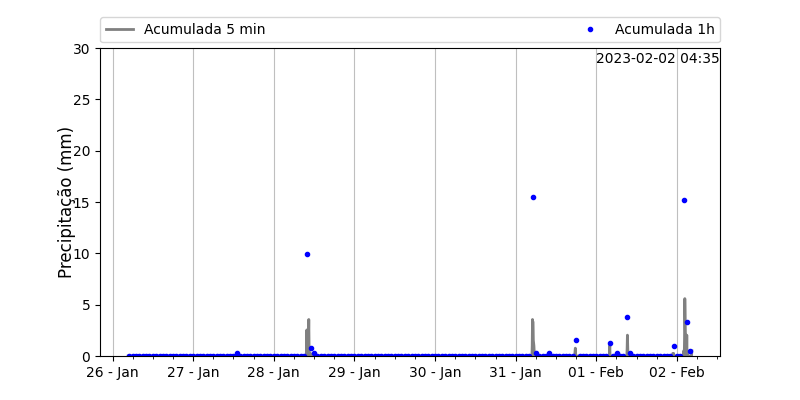 Acumulada 5 min Acumulada 1h
2023-02-02 04:35
Precipitação (mm)
30
25
20
15
10
5
0
26 - Jan 27 - Jan 28 - Jan 29 - Jan 30 - Jan 31 - Jan 01 - Feb 02 - Feb